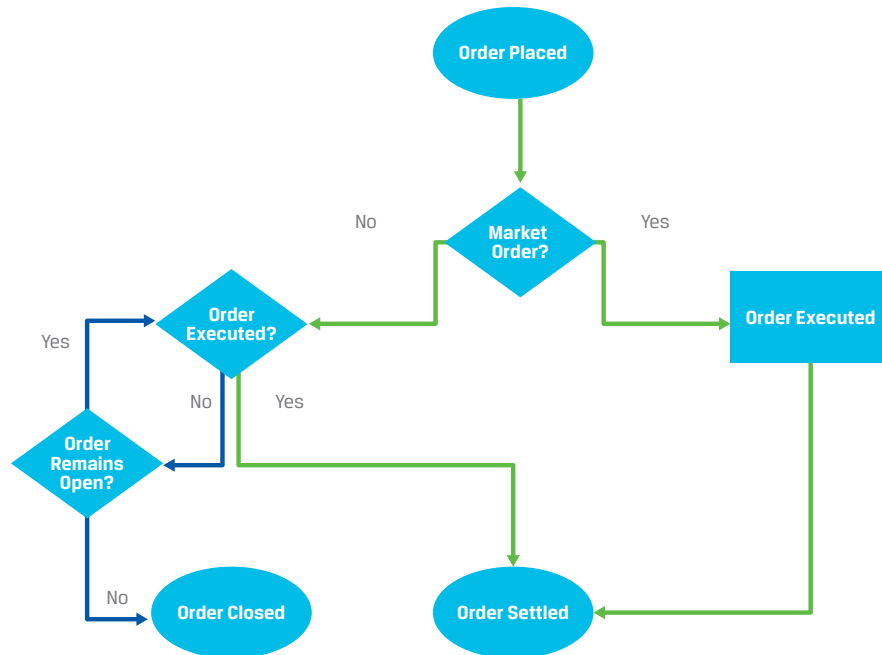 Order Placed
No
Market
Order?
Yes
Order
Executed?
Order Executed
Yes
No
Yes
Order
Remains
Open?
No
Order Closed
Order Settled